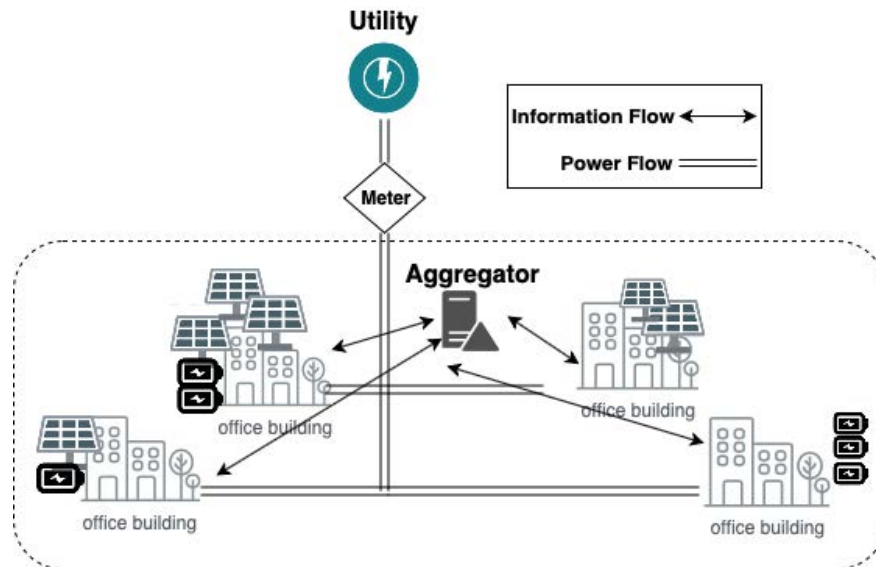 Utility
Information Flow
Power Flow
Meter
Aggregator
office building
office building
office building
office building